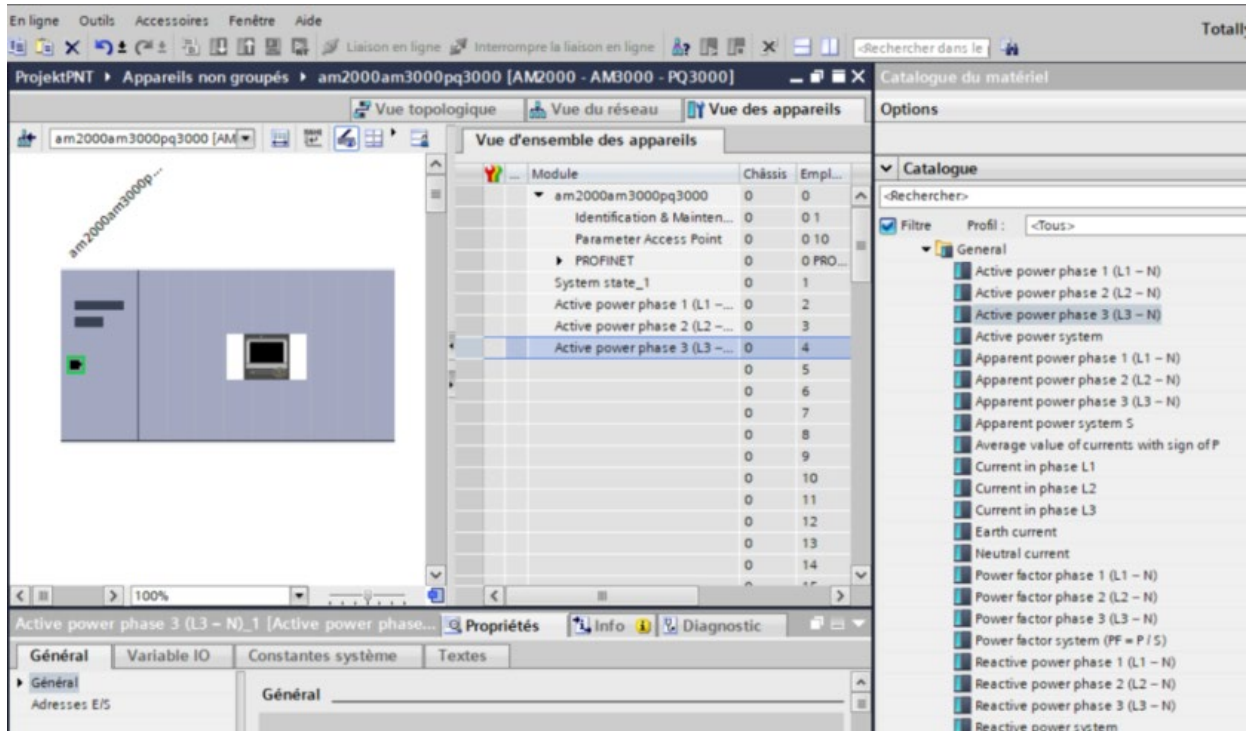 En ligne Outils Accessoires Fenêtre Aide
Totally
Liaison en ligne Interrompre la liaison en ligne <Rechercher dans le
ProjektPNT ▸ Appareils non groupés ▸ am2000am3000pq3000 [AM2000 - AM3000 - PQ3000]
Vue topologique Vue du réseau Vue des appareils
am2000am3000pq3000 [AM
am2000am3000p...
Vue d'ensemble des appareils
... Module Châssis Empl...
am2000am3000pq3000 0 0
Identification & Mainten... 0 0 1
Parameter Access Point 0 0 10
PROFINET 0 0 PRO...
System state_1 0 1
Active power phase 1 (L1 –... 0 2
Active power phase 2 (L2 –... 0 3
Active power phase 3 (L3 –... 0 4
0 5
0 6
0 7
0 8
0 9
0 10
0 11
0 12
0 13
0 14
100%
Active power phase 3 (L3 – N)_1 [Active power phase... Propriétés Info Diagnostic
Général Variable IO Constantes système Textes
Général
Adresses E/S
Général
Catalogue du matériel
Options
Catalogue
<Rechercher>
Filtre Profil : <Tous>
General
Active power phase 1 (L1 – N)
Active power phase 2 (L2 – N)
Active power phase 3 (L3 – N)
Active power system
Apparent power phase 1 (L1 – N)
Apparent power phase 2 (L2 – N)
Apparent power phase 3 (L3 – N)
Apparent power system S
Average value of currents with sign of P
Current in phase L1
Current in phase L2
Current in phase L3
Earth current
Neutral current
Power factor phase 1 (L1 – N)
Power factor phase 2 (L2 – N)
Power factor phase 3 (L3 – N)
Power factor system (PF = P / S)
Reactive power phase 1 (L1 – N)
Reactive power phase 2 (L2 – N)
Reactive power phase 3 (L3 – N)
Reactive power system